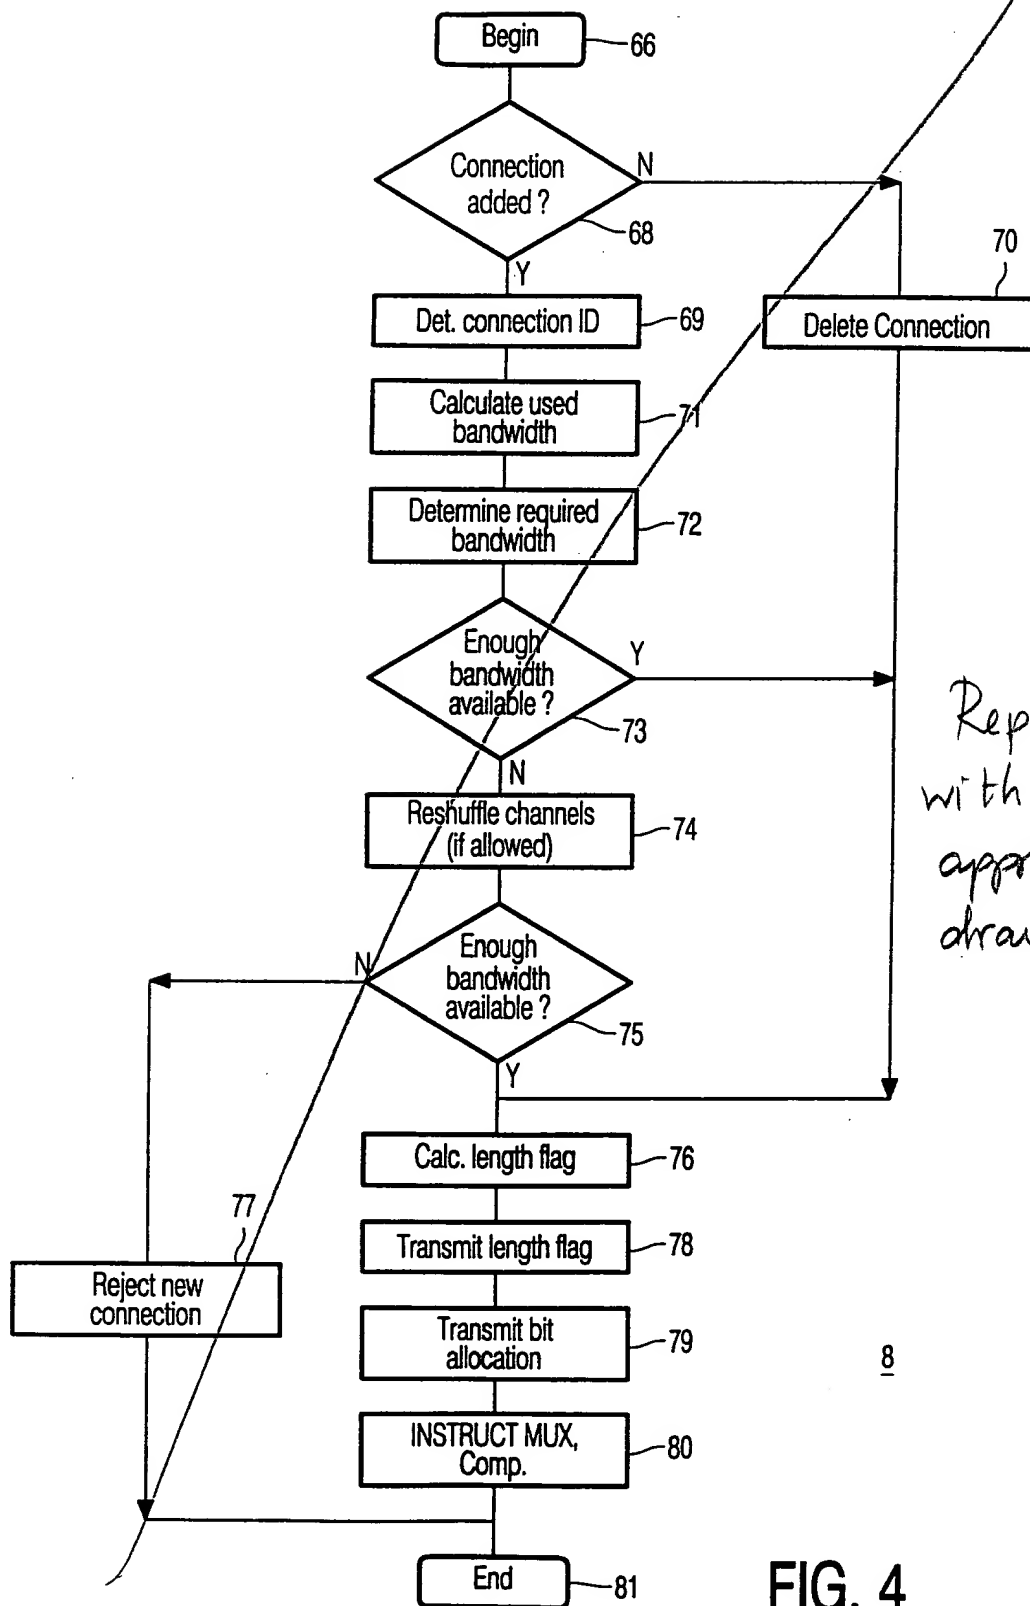 Begin
66
Connection
added ?
N
68
Y
70
Det. connection ID
69
Delete Connection
Calculate used
bandwidth
71
Determine required
bandwidth
72
Enough
bandwidth
available ?
Y
73
N
Reshuffle channels
(if allowed)
74
with
N
Enough
bandwidth
available ?
75
Y
Calc. length flag
76
77
Transmit length flag
78
Reject new
connection
Transmit bit
allocation
79
8
INSTRUCT MUX,
Comp.
80
End
81
FIG. 4